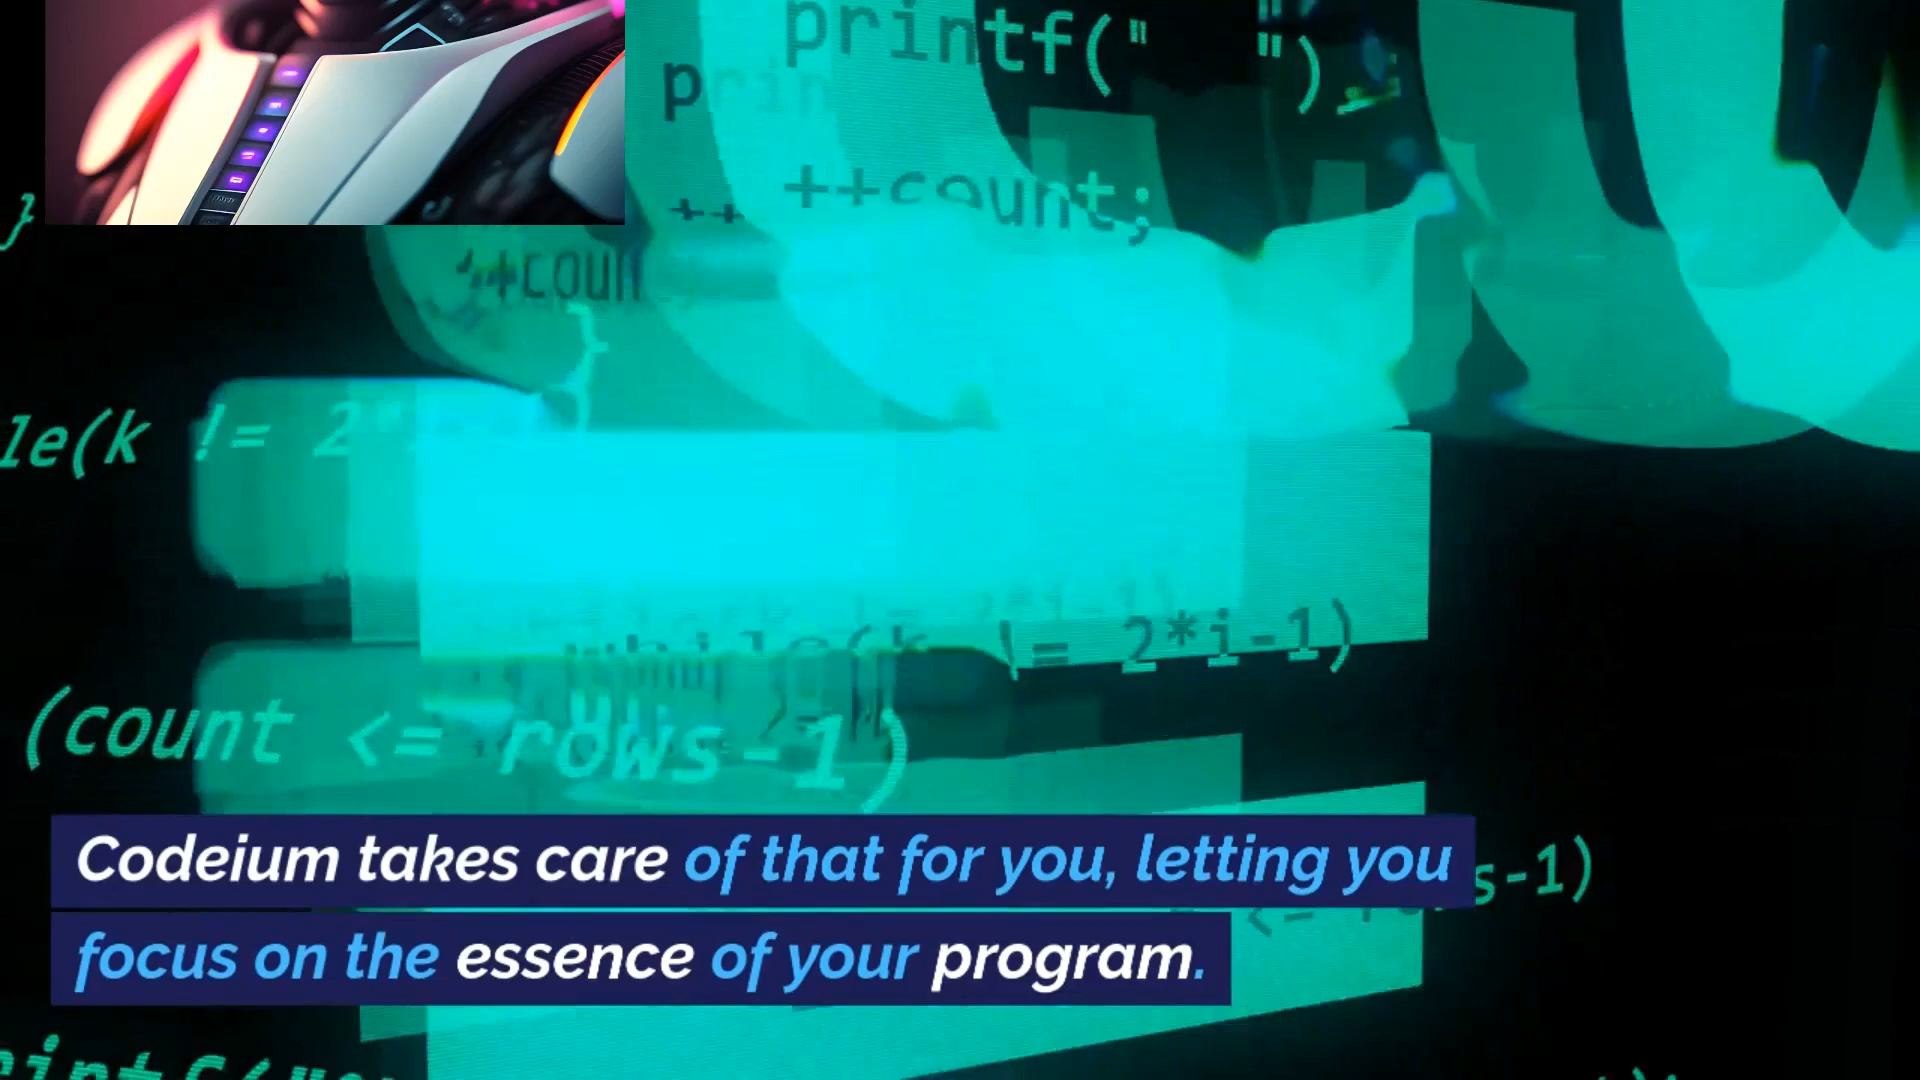 printf(" ");
prin
++count;
++
}
++coun
}
le(k != 2*
while(k != 2*i-1)
(count <= rows-1)
Codeium takes care of that for you, letting you
s-1)
focus on the essence of your program.